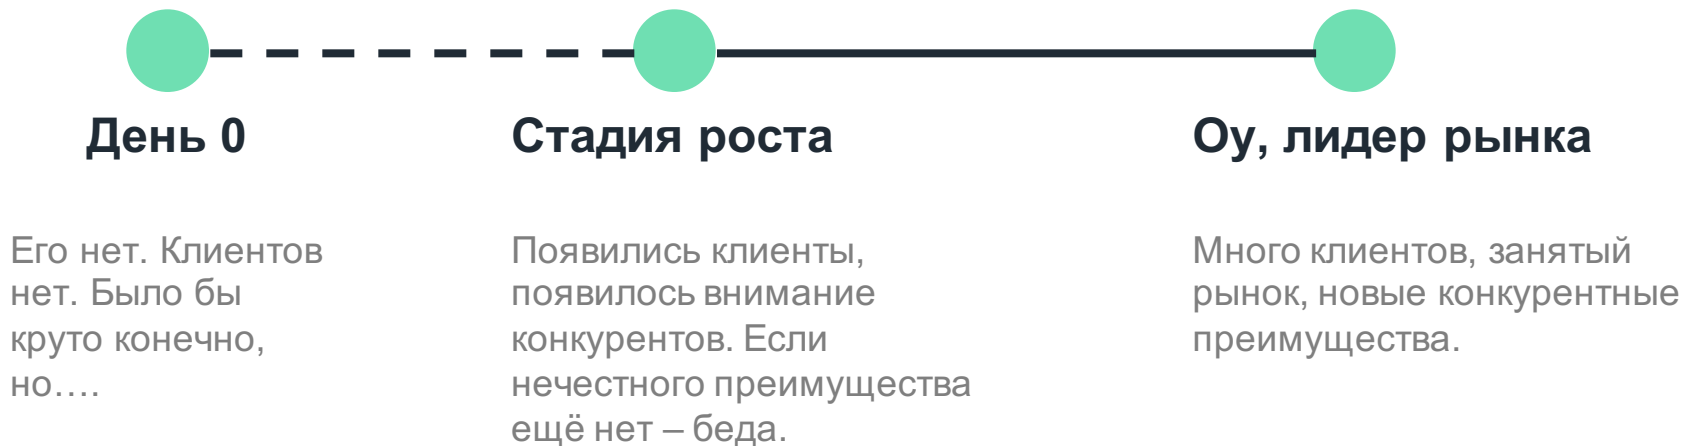 День 0
Его нет. Клиентов
нет. Было бы
круто конечно,
но….
Стадия роста
Появились клиенты,
появилось внимание
конкурентов. Если
нечестного преимущества
ещё нет – беда.
Оу, лидер рынка
Много клиентов, занятый
рынок, новые конкурентные
преимущества.